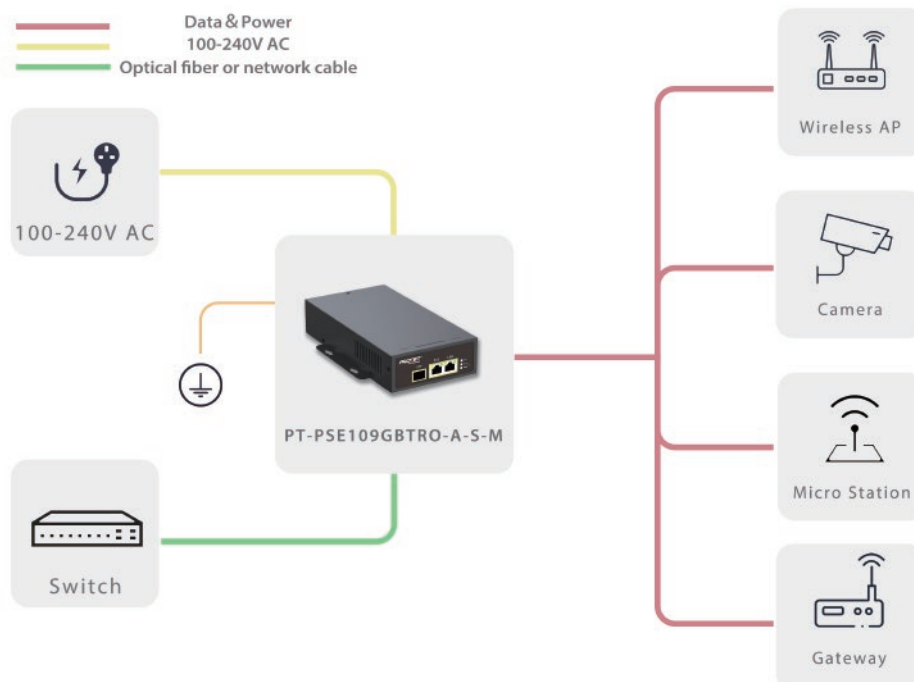 Data & Power
100-240V AC
Optical fiber or network cable
100-240V AC
PT-PSE109GBTRO-A-S-M
Switch
Wireless AP
Camera
Micro Station
Gateway